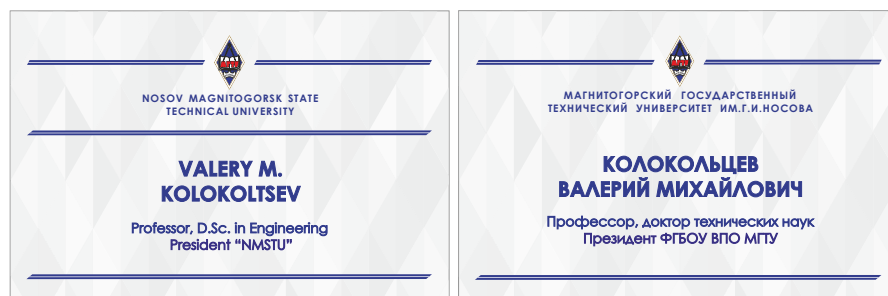 NOSOV MAGNITOGORSK STATE
TECHNICAL UNIVERSITY
VALERY M.
KOLOKOLTSEV
Professor, D.Sc. in Engineering
President “NMSTU”
МАГНИТОГОРСКИЙ ГОСУДАРСТВЕННЫЙ
ТЕХНИЧЕСКИЙ УНИВЕРСИТЕТ ИМ.Г.И.НОСОВА
КОЛОКОЛЬЦЕВ
ВАЛЕРИЙ МИХАЙЛОВИЧ
Профессор, доктор технических наук
Президент ФГБОУ ВПО МГТУ